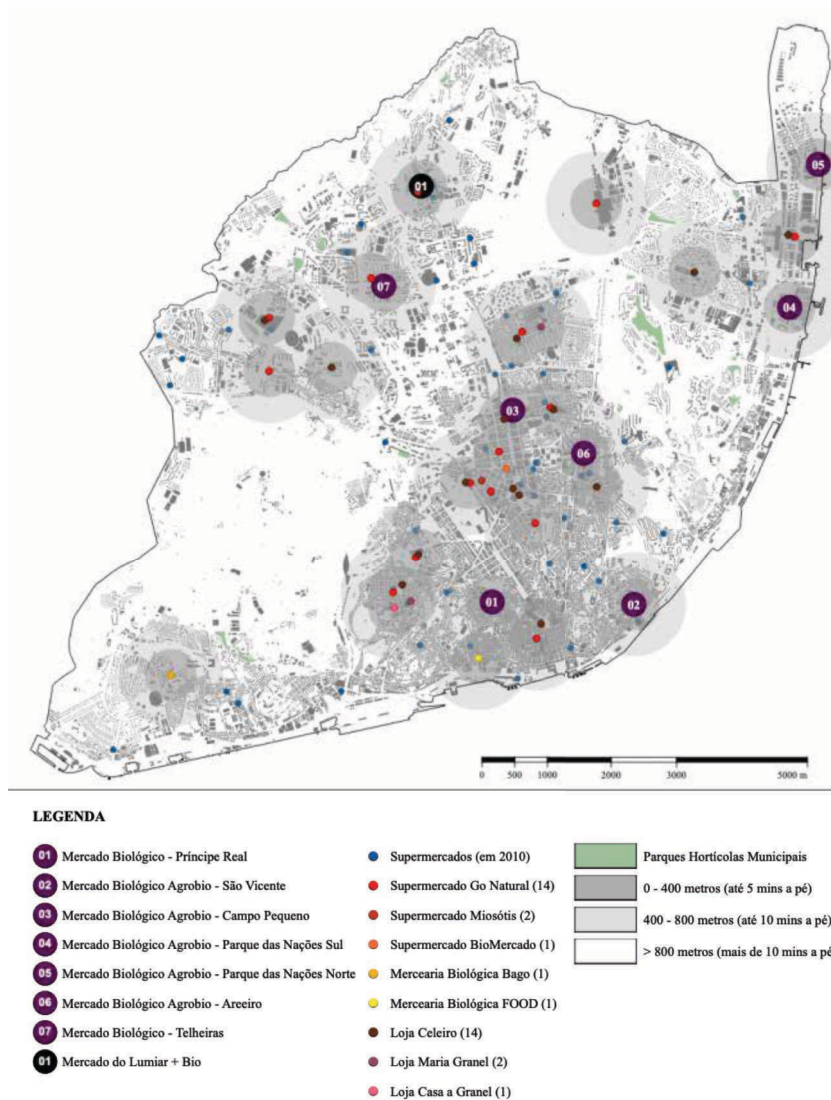 01
05
07
04
03
06
01
02
0 500 1000 2000 3000 5000 m
LEGENDA
01 Mercado Biológico - Príncipe Real
02 Mercado Biológico Agrobio - São Vicente
03 Mercado Biológico Agrobio - Campo Pequeno
04 Mercado Biológico Agrobio - Parque das Nações Sul
05 Mercado Biológico Agrobio - Parque das Nações Norte
06 Mercado Biológico Agrobio - Areeiro
07 Mercado Biológico - Telheiras
01 Mercado do Lumiar + Bio
Supermercados (em 2010)
Supermercado Go Natural (14)
Supermercado Miosótis (2)
Supermercado BioMercado (1)
Mercearia Biológica Bago (1)
Mercearia Biológica FOOD (1)
Loja Celeiro (14)
Loja Maria Granel (2)
Loja Casa a Granel (1)
Parques Hortícolas Municipais
0 - 400 metros (até 5 mins a pé)
400 - 800 metros (até 10 mins a pé)
> 800 metros (mais de 10 mins a pé